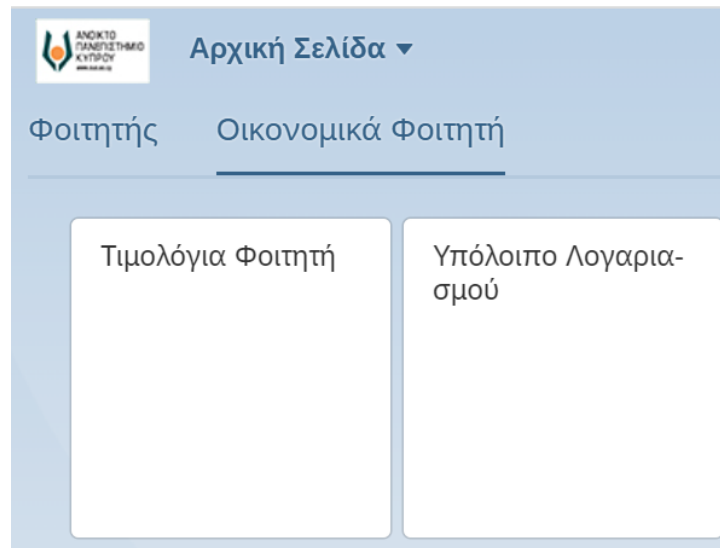 ΑΝΟΙΚΤΟ
ΠΑΝΕΠΙΣΤΗΜΙΟ
ΚΥΠΡΟΥ
Αρχική Σελίδα
Φοιτητής Οικονομικά Φοιτητή
Τιμολόγια Φοιτητή
Υπόλοιπο Λογαρια-
σμού